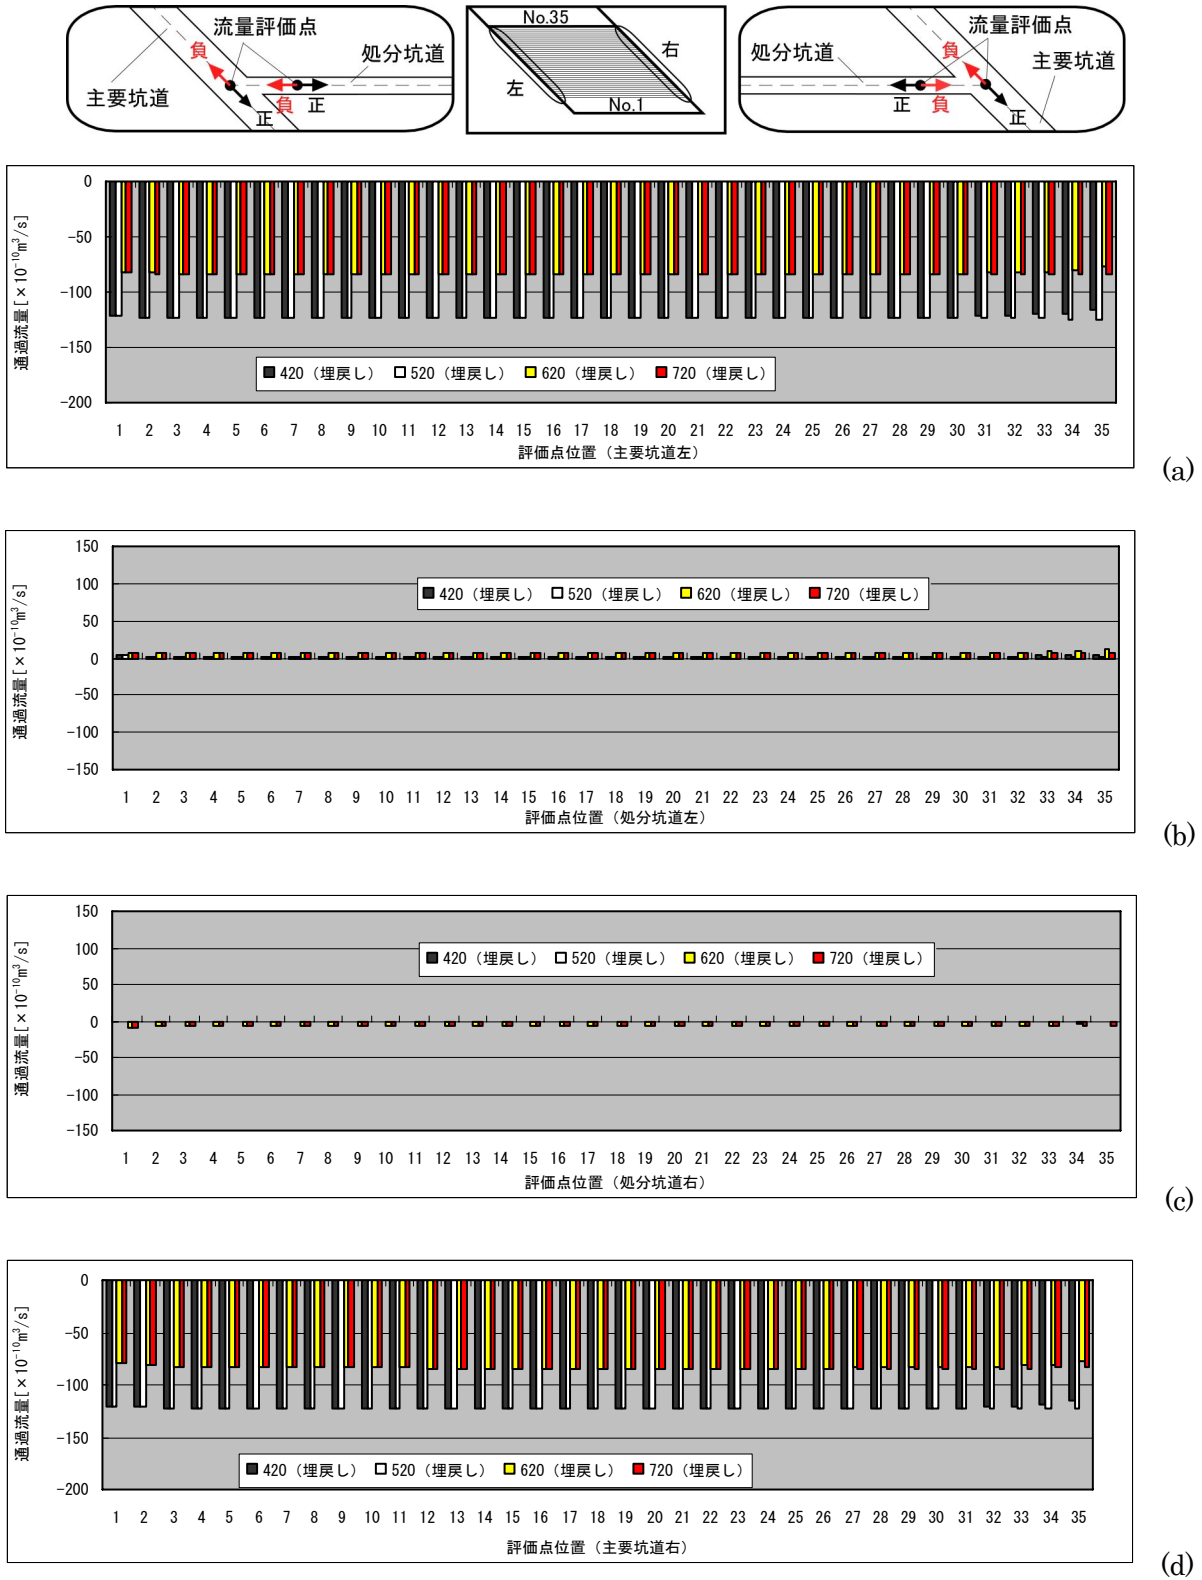 流量評価点
処分坑道
主要坑道
負
正
負
正
No.35
右
左
No.1
流量評価点
処分坑道
主要坑道
負
正
負
正
通過流量[×10⁻¹⁰m³/s]
0
-50
-100
-150
-200
420（埋戻し） 520（埋戻し） 620（埋戻し） 720（埋戻し）
1 2 3 4 5 6 7 8 9 10 11 12 13 14 15 16 17 18 19 20 21 22 23 24 25 26 27 28 29 30 31 32 33 34 35
評価点位置（主要坑道左）
(a)
通過流量[×10⁻¹⁰m³/s]
150
100
50
0
-50
-100
-150
420（埋戻し） 520（埋戻し） 620（埋戻し） 720（埋戻し）
1 2 3 4 5 6 7 8 9 10 11 12 13 14 15 16 17 18 19 20 21 22 23 24 25 26 27 28 29 30 31 32 33 34 35
評価点位置（処分坑道左）
(b)
通過流量[×10⁻¹⁰m³/s]
150
100
50
0
-50
-100
-150
420（埋戻し） 520（埋戻し） 620（埋戻し） 720（埋戻し）
1 2 3 4 5 6 7 8 9 10 11 12 13 14 15 16 17 18 19 20 21 22 23 24 25 26 27 28 29 30 31 32 33 34 35
評価点位置（処分坑道右）
(c)
通過流量[×10⁻¹⁰m³/s]
0
-50
-100
-150
-200
420（埋戻し） 520（埋戻し） 620（埋戻し） 720（埋戻し）
1 2 3 4 5 6 7 8 9 10 11 12 13 14 15 16 17 18 19 20 21 22 23 24 25 26 27 28 29 30 31 32 33 34 35
評価点位置（主要坑道右）
(d)